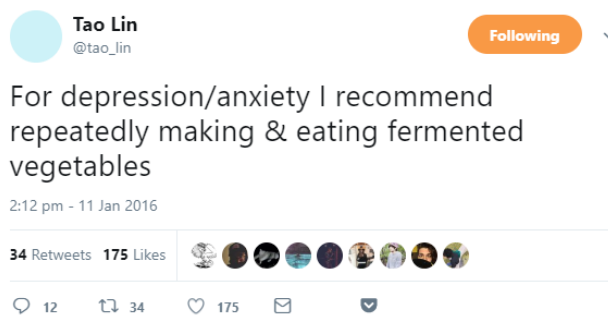 Tao Lin
@tao_lin
Following
For depression/anxiety I recommend
repeatedly making & eating fermented
vegetables
2:12 pm - 11 Jan 2016
34 Retweets 175 Likes
12 34 175